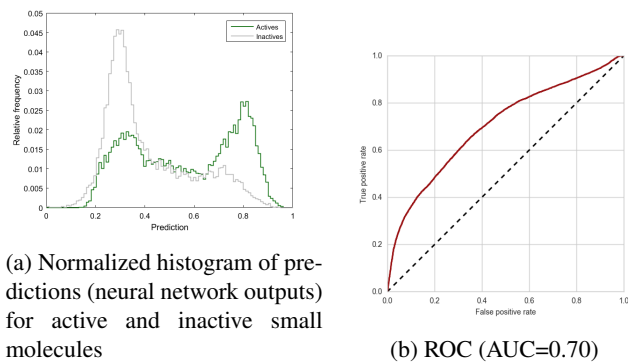 0.05
0.045
0.04
0.035
0.03
0.025
0.02
0.015
0.01
0.005
0
Relative frequency
Actives
Inactives
0 0.2 0.4 0.6 0.8 1
Prediction
(a) Normalized histogram of pre-
dictions (neural network outputs)
for active and inactive small
molecules
1.0
0.8
0.6
0.4
0.2
0.0
True positive rate
0.0 0.2 0.4 0.6 0.8 1.0
False positive rate
(b) ROC (AUC=0.70)